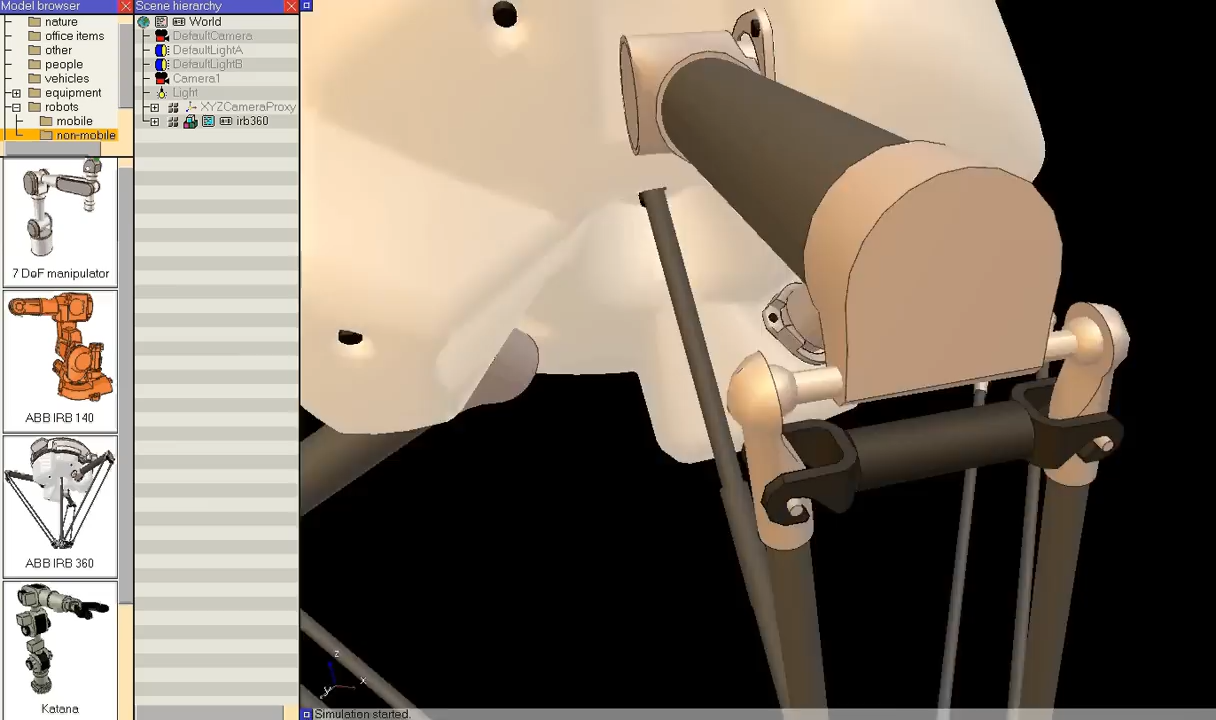 Model browser
nature
office items
other
people
vehicles
equipment
robots
mobile
non-mobile
7 DoF manipulator
ABB IRB 140
ABB IRB 360
Katana
Scene hierarchy
World
DefaultCamera
DefaultLightA
DefaultLightB
Camera1
Light
XYZCameraProxy
irb360
z
x
y
Simulation started.